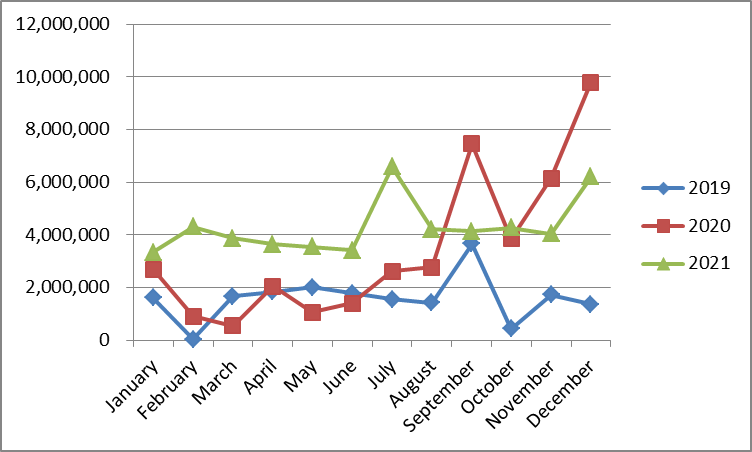 12,000,000
10,000,000
8,000,000
6,000,000
4,000,000
2,000,000
0
January
February
March
April
May
June
July
August
September
October
November
December
2019
2020
2021